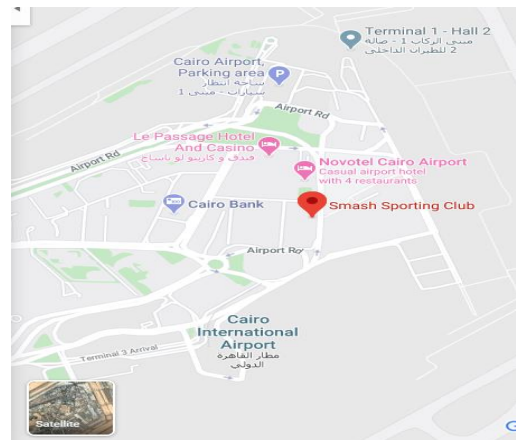 Terminal 1 - Hall 2
مبنى الركاب 1 - صالة
2 للطيران الداخلي
Cairo Airport,
Parking area
ساحة انتظار
سيارات - مبنى 1
Airport Rd
Le Passage Hotel
And Casino
فندق و كازينو لو باساج
Airport Rd
Novotel Cairo Airport
Casual airport hotel
with 4 restaurants
Cairo Bank
Smash Sporting Club
Airport Rd
Cairo
International
Airport
مطار القاهرة
الدولي
Terminal 3 Arrival
Satellite
G